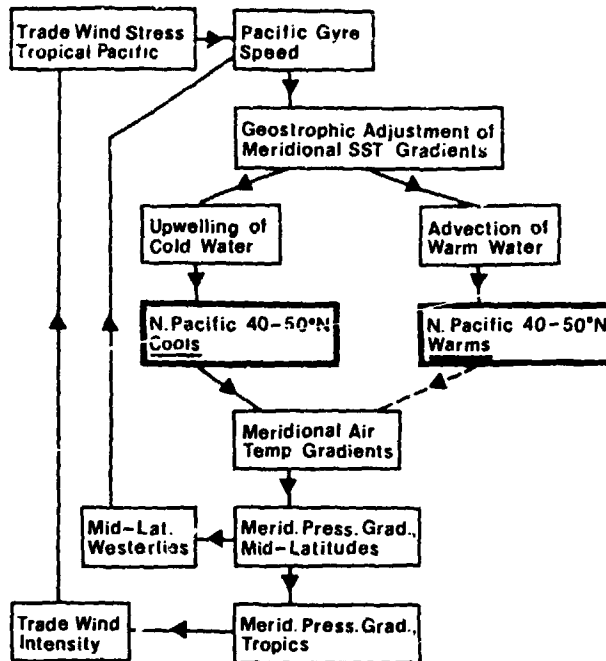 Trade Wind Stress
Tropical Pacific
Pacific Gyre
Speed
Geostrophic Adjustment of
Meridional SST Gradients
Upwelling of
Cold Water
Advection of
Warm Water
N. Pacific 40-50°N
Cools
N. Pacific 40-50°N
Warms
Meridional Air
Temp Gradients
Mid-Lat.
Westerlies
Merid. Press. Grad.,
Mid-Latitudes
Trade Wind
Intensity
Merid. Press. Grad.,
Tropics